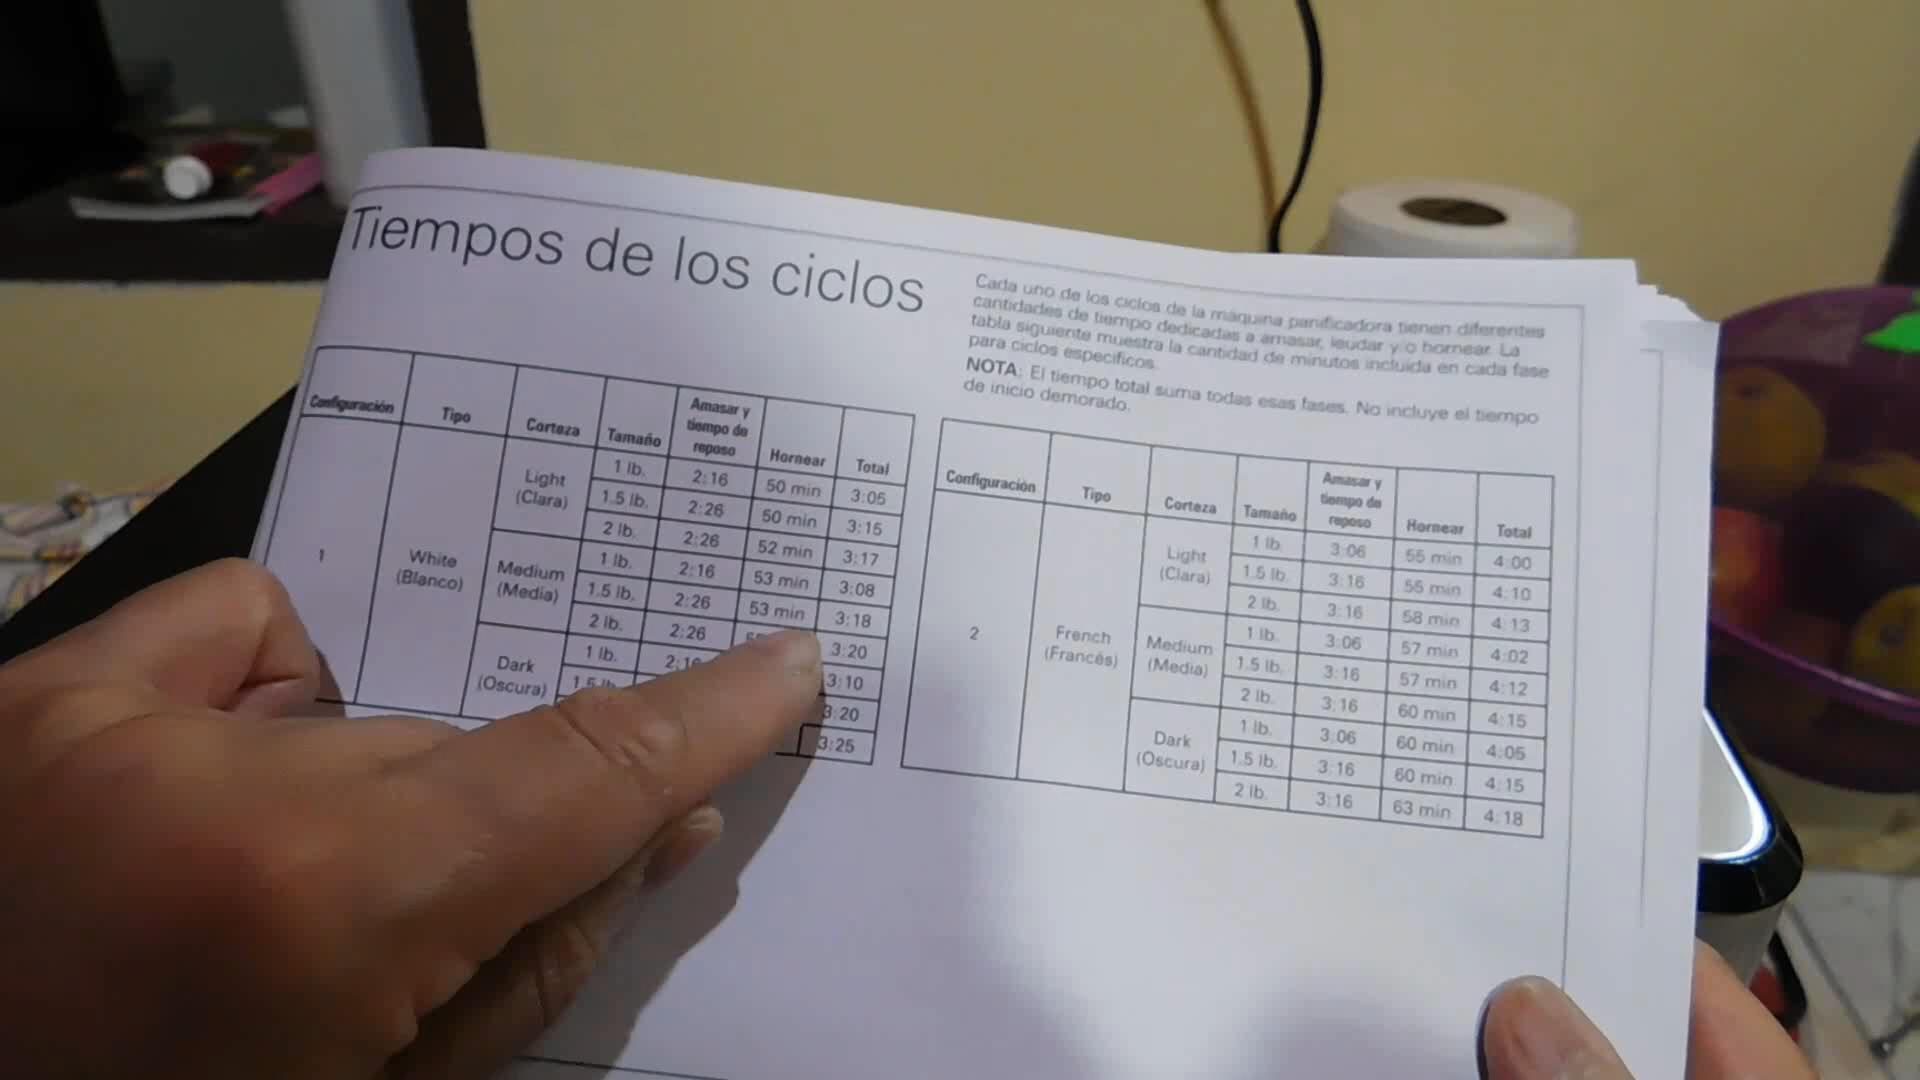 Tiempos de los ciclos
Cada uno de los ciclos de la máquina panificadora tienen diferentes
cantidades de tiempo dedicadas a amasar, leudar y/o hornear. La
tabla siguiente muestra la cantidad de minutos incluida en cada fase
para ciclos específicos.
NOTA: El tiempo total suma todas esas fases. No incluye el tiempo
de inicio demorado.
Configuración Tipo Corteza Tamaño Amasar y tiempo de reposo Hornear Total
1 White (Blanco)
Light (Clara)
1 lb. 2:16 50 min 3:05
1.5 lb. 2:26 50 min 3:15
2 lb. 2:26 52 min 3:17
Medium (Media)
1 lb. 2:16 53 min 3:08
1.5 lb. 2:26 53 min 3:18
2 lb. 2:26 3:20
Dark (Oscura)
1 lb. 2:16 3:10
1.5 lb. 3:20
3:25
Configuración Tipo Corteza Tamaño Amasar y tiempo de reposo Hornear Total
2 French (Francés)
Light (Clara)
1 lb. 3:06 55 min 4:00
1.5 lb. 3:16 55 min 4:10
2 lb. 3:16 58 min 4:13
Medium (Media)
1 lb. 3:06 57 min 4:02
1.5 lb. 3:16 57 min 4:12
2 lb. 3:16 60 min 4:15
Dark (Oscura)
1 lb. 3:06 60 min 4:05
1.5 lb. 3:16 60 min 4:15
2 lb. 3:16 63 min 4:18